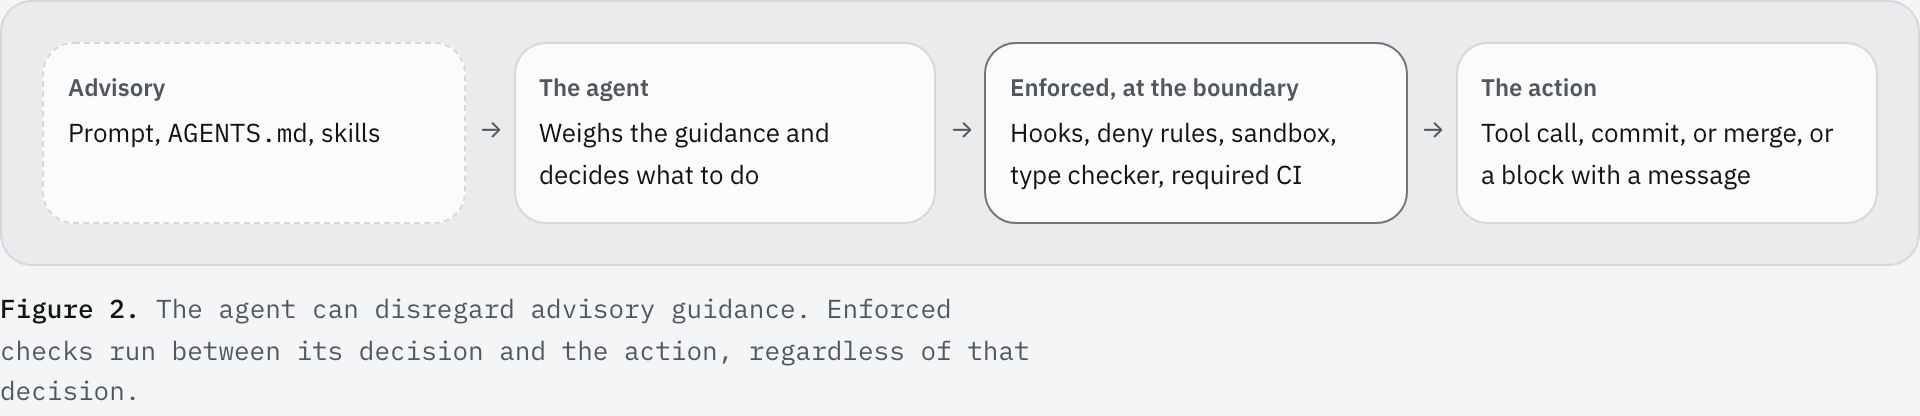 Advisory
Prompt, AGENTS.md, skills
→
The agent
Weighs the guidance and
decides what to do
→
Enforced, at the boundary
Hooks, deny rules, sandbox,
type checker, required CI
→
The action
Tool call, commit, or merge, or
a block with a message
Figure 2. The agent can disregard advisory guidance. Enforced
checks run between its decision and the action, regardless of that
decision.